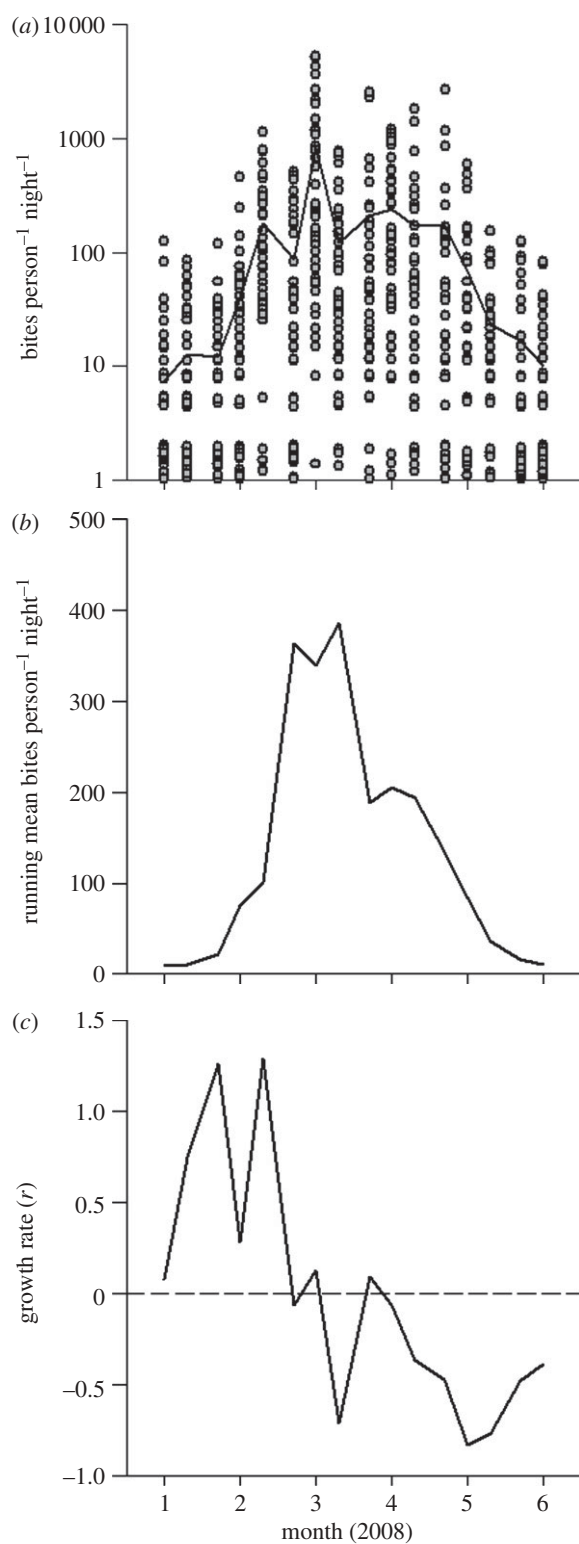 (a) 10 000
1000
100
10
1
bites person⁻¹ night⁻¹
(b) 500
400
300
200
100
0
running mean bites person⁻¹ night⁻¹
(c) 1.5
1.0
0.5
0
−0.5
−1.0
growth rate (r)
1 2 3 4 5 6
month (2008)